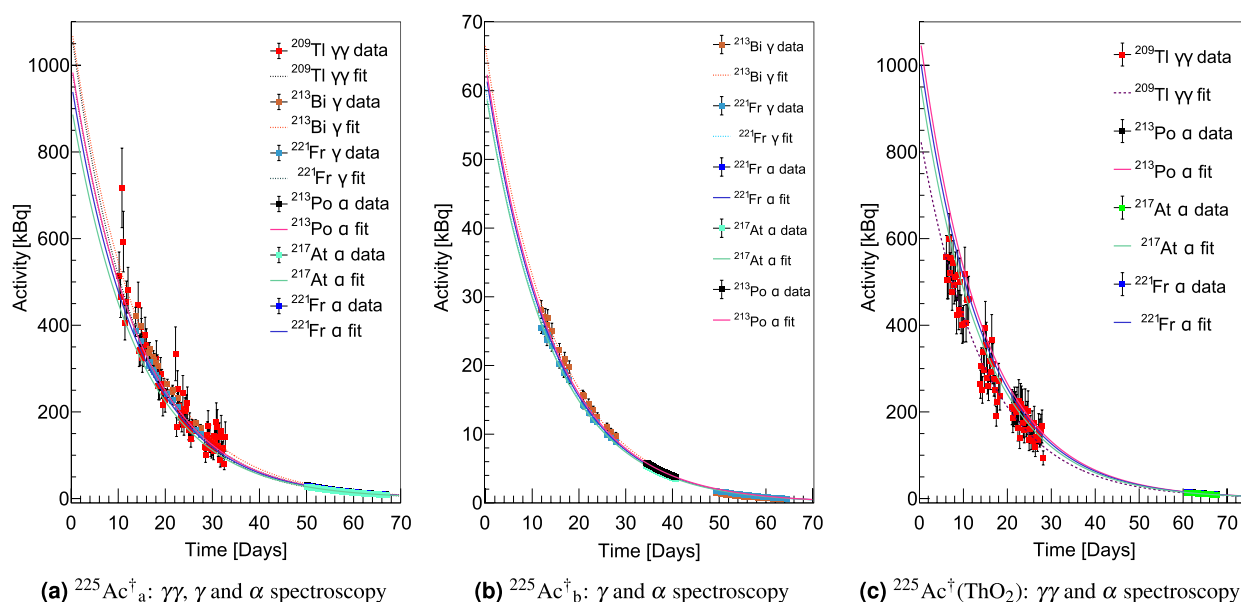 1000
800
600
400
200
0
Activity [kBq]
0 10 20 30 40 50 60 70
Time [Days]
²⁰⁹Tl γγ data
²⁰⁹Tl γγ fit
²¹³Bi γ data
²¹³Bi γ fit
²²¹Fr γ data
²²¹Fr γ fit
²¹³Po α data
²¹³Po α fit
²¹⁷At α data
²¹⁷At α fit
²²¹Fr α data
²²¹Fr α fit
(a) ²²⁵Ac†ₐ: γγ, γ and α spectroscopy
70
60
50
40
30
20
10
0
Activity [kBq]
0 10 20 30 40 50 60 70
Time [Days]
²¹³Bi γ data
²¹³Bi γ fit
²²¹Fr γ data
²²¹Fr γ fit
²²¹Fr α data
²²¹Fr α fit
²¹⁷At α data
²¹⁷At α fit
²¹³Po α data
²¹³Po α fit
(b) ²²⁵Ac†_b: γ and α spectroscopy
1000
800
600
400
200
0
Activity [kBq]
0 10 20 30 40 50 60 70
Time [Days]
²⁰⁹Tl γγ data
²⁰⁹Tl γγ fit
²¹³Po α data
²¹³Po α fit
²¹⁷At α data
²¹⁷At α fit
²²¹Fr α data
²²¹Fr α fit
(c) ²²⁵Ac†(ThO₂): γγ and α spectroscopy